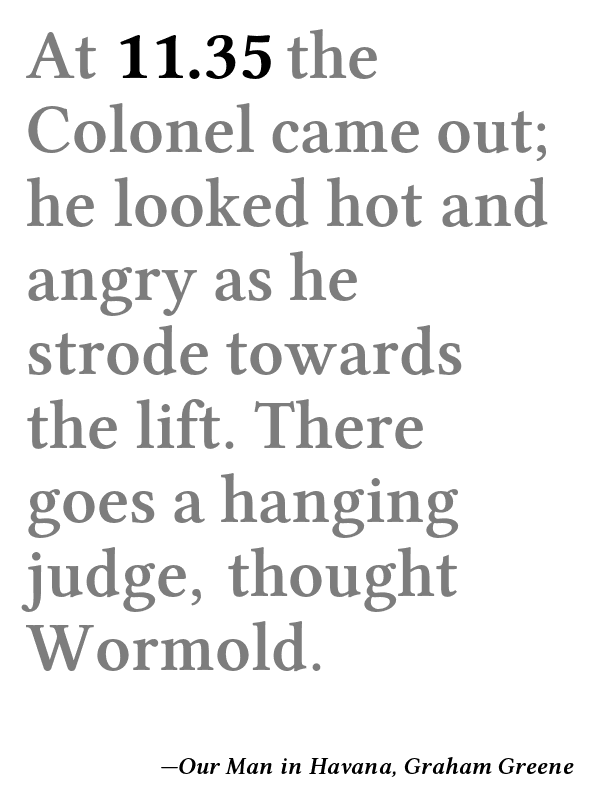 At 11.35 the
Colonel came out;
he looked hot and
angry as he
strode towards
the lift. There
goes a hanging
judge, thought
Wormold.
—Our Man in Havana, Graham Greene